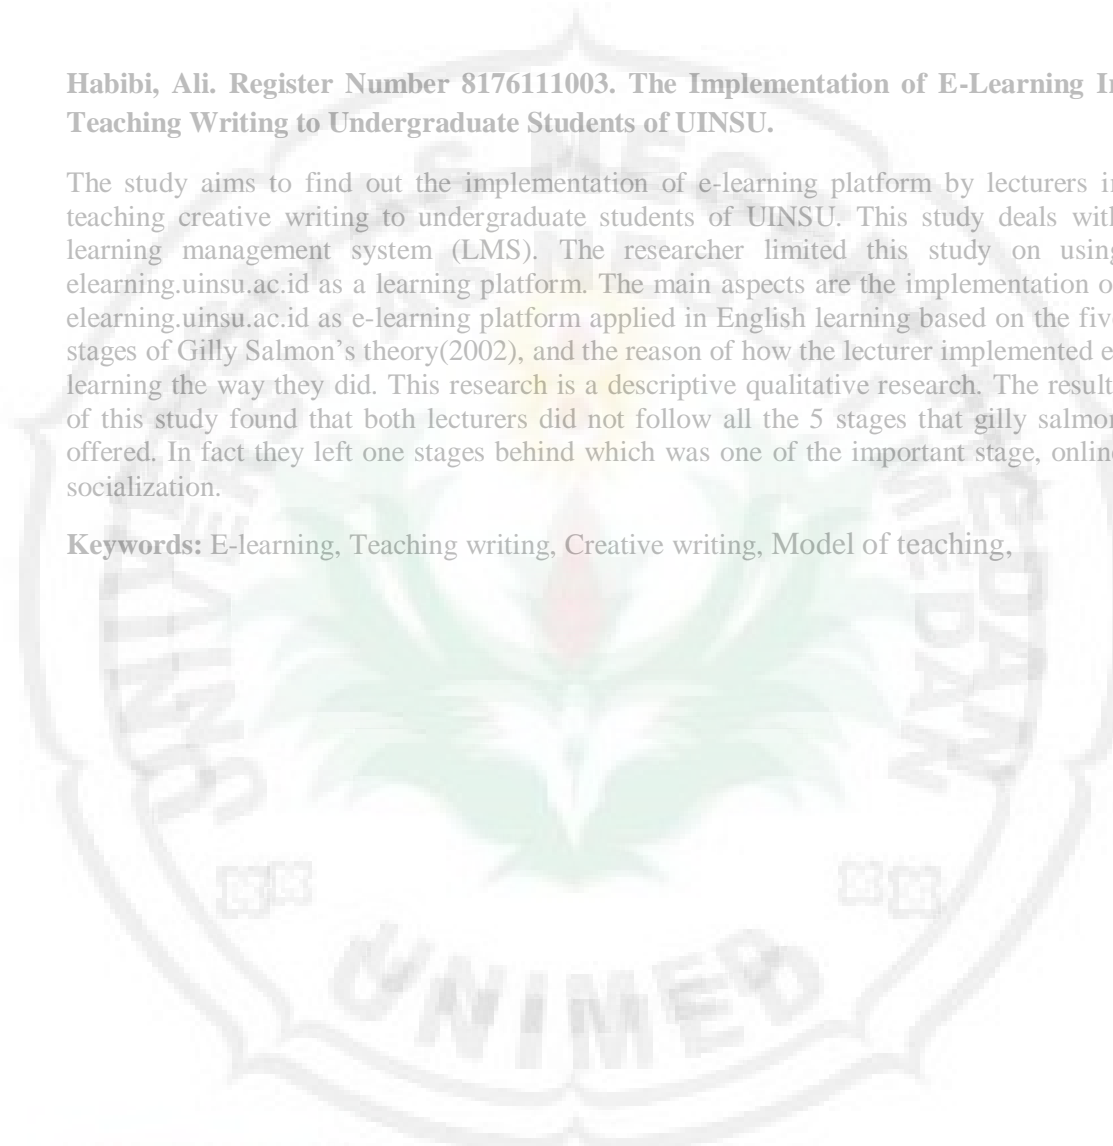 Habibi, Ali. Register Number 8176111003. The Implementation of E-Learning In
Teaching Writing to Undergraduate Students of UINSU.
The study aims to find out the implementation of e-learning platform by lecturers in
teaching creative writing to undergraduate students of UINSU. This study deals with
learning management system (LMS). The researcher limited this study on using
elearning.uinsu.ac.id as a learning platform. The main aspects are the implementation of
elearning.uinsu.ac.id as e-learning platform applied in English learning based on the five
stages of Gilly Salmon’s theory(2002), and the reason of how the lecturer implemented e-
learning the way they did. This research is a descriptive qualitative research. The result
of this study found that both lecturers did not follow all the 5 stages that gilly salmon
offered. In fact they left one stages behind which was one of the important stage, online
socialization.
Keywords: E-learning, Teaching writing, Creative writing, Model of teaching,
UNIVERSITAS NEGERI MEDAN
UNIMED